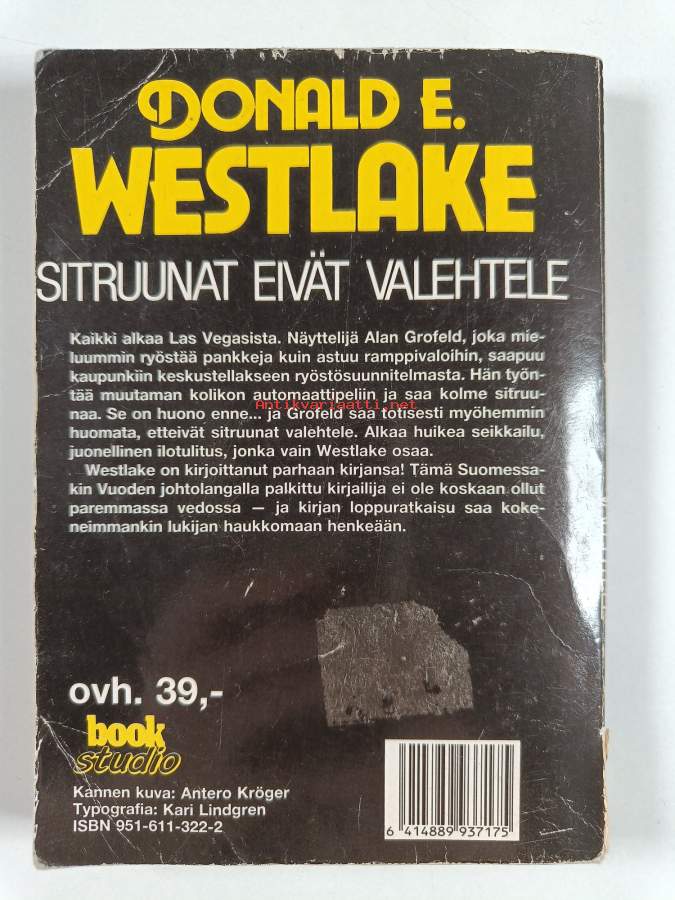 DONALD E.
WESTLAKE
SITRUUNAT EIVÄT VALEHTELE
Kaikki alkaa Las Vegasista. Näyttelijä Alan Grofeld, joka mie-
luummin ryöstää pankkeja kuin astuu ramppivaloihin, saapuu
kaupunkiin keskustellakseen ryöstösuunnitelmasta. Hän työn-
tää muutaman kolikon automaattipeliin ja saa kolme sitruu-
naa. Se on huono enne... ja Grofeld saa totisesti myöhemmin
Antikvariaatti.net
huomata, etteivät sitruunat valehtele. Alkaa huikea seikkailu,
juonellinen ilotulitus, jonka vain Westlake osaa.
Westlake on kirjoittanut parhaan kirjansa! Tämä Suomessa-
kin Vuoden johtolangalla palkittu kirjailija ei ole koskaan ollut
paremmassa vedossa — ja kirjan loppuratkaisu saa koke-
neimmankin lukijan haukkomaan henkeään.
ovh. 39,-
book
studio
Kannen kuva: Antero Kröger
Typografia: Kari Lindgren
ISBN 951-611-322-2
6 414889 937175